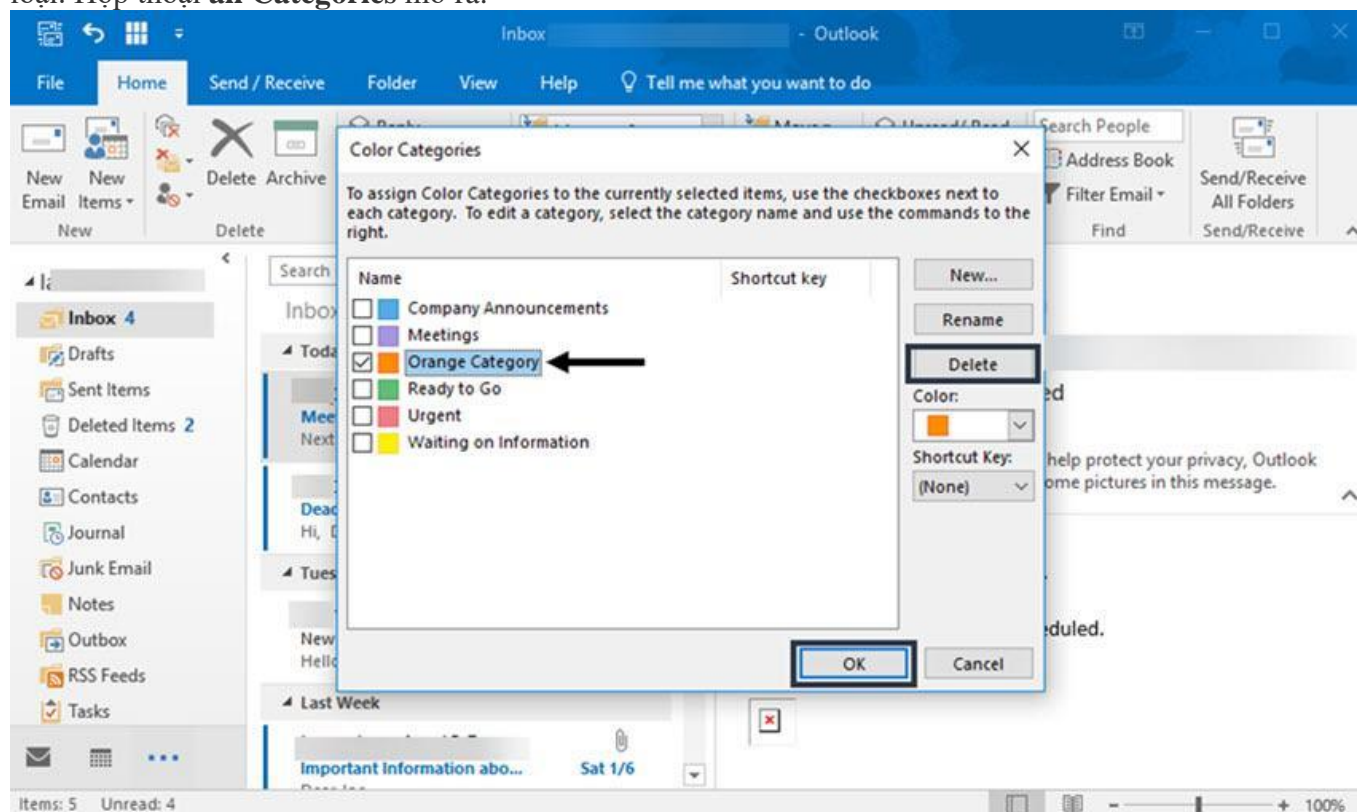 loại. Hộp thoại all Categories mở ra.
Inbox - Outlook
File Home Send / Receive Folder View Help Tell me what you want to do
New Email
New Items
Delete
Archive
Search People
Address Book
Filter Email
Send/Receive All Folders
New Delete Find Send/Receive
Color Categories
To assign Color Categories to the currently selected items, use the checkboxes next to
each category. To edit a category, select the category name and use the commands to the
right.
Name Shortcut key
Company Announcements
Meetings
Orange Category
Ready to Go
Urgent
Waiting on Information
New...
Rename
Delete
Color:
Shortcut Key:
(None)
OK Cancel
Inbox 4
Drafts
Sent Items
Deleted Items 2
Calendar
Contacts
Journal
Junk Email
Notes
Outbox
RSS Feeds
Tasks
Search
Next
Hi,
New
Last Week
Important Information abo... Sat 1/6
help protect your privacy, Outlook
pictures in this message.
Items: 5 Unread: 4 100%